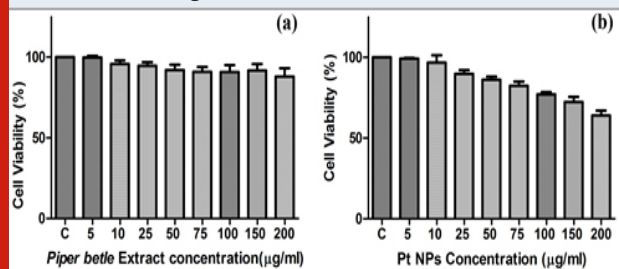 (a)
Cell Viability (%)
100
50
0
C 5 10 25 50 75 100 150 200
Piper betle Extract concentration(µg/ml)
(b)
Cell Viability (%)
100
50
0
C 5 10 25 50 75 100 150 200
Pt NPs Concentration (µg/ml)